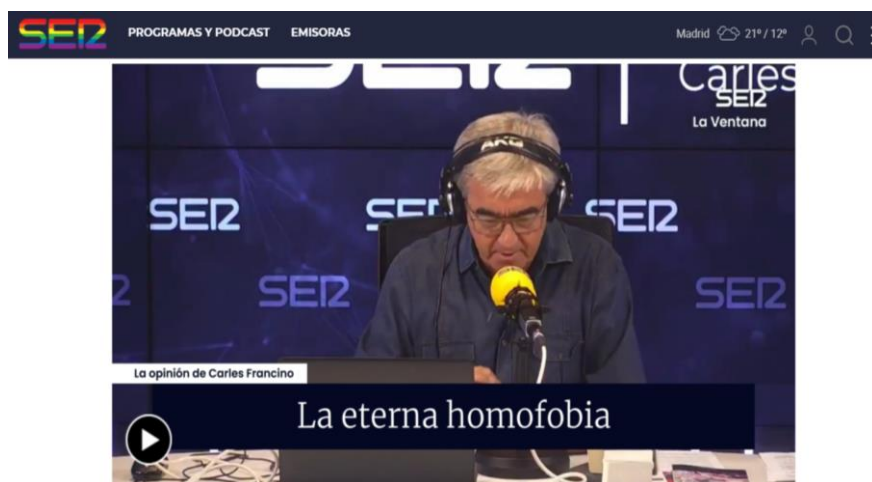 SER PROGRAMAS Y PODCAST EMISORAS Madrid 21º / 12º
SER Carles
SER
La Ventana
SER SER SER
SER SER
AKG
La opinión de Carles Francino
La eterna homofobia